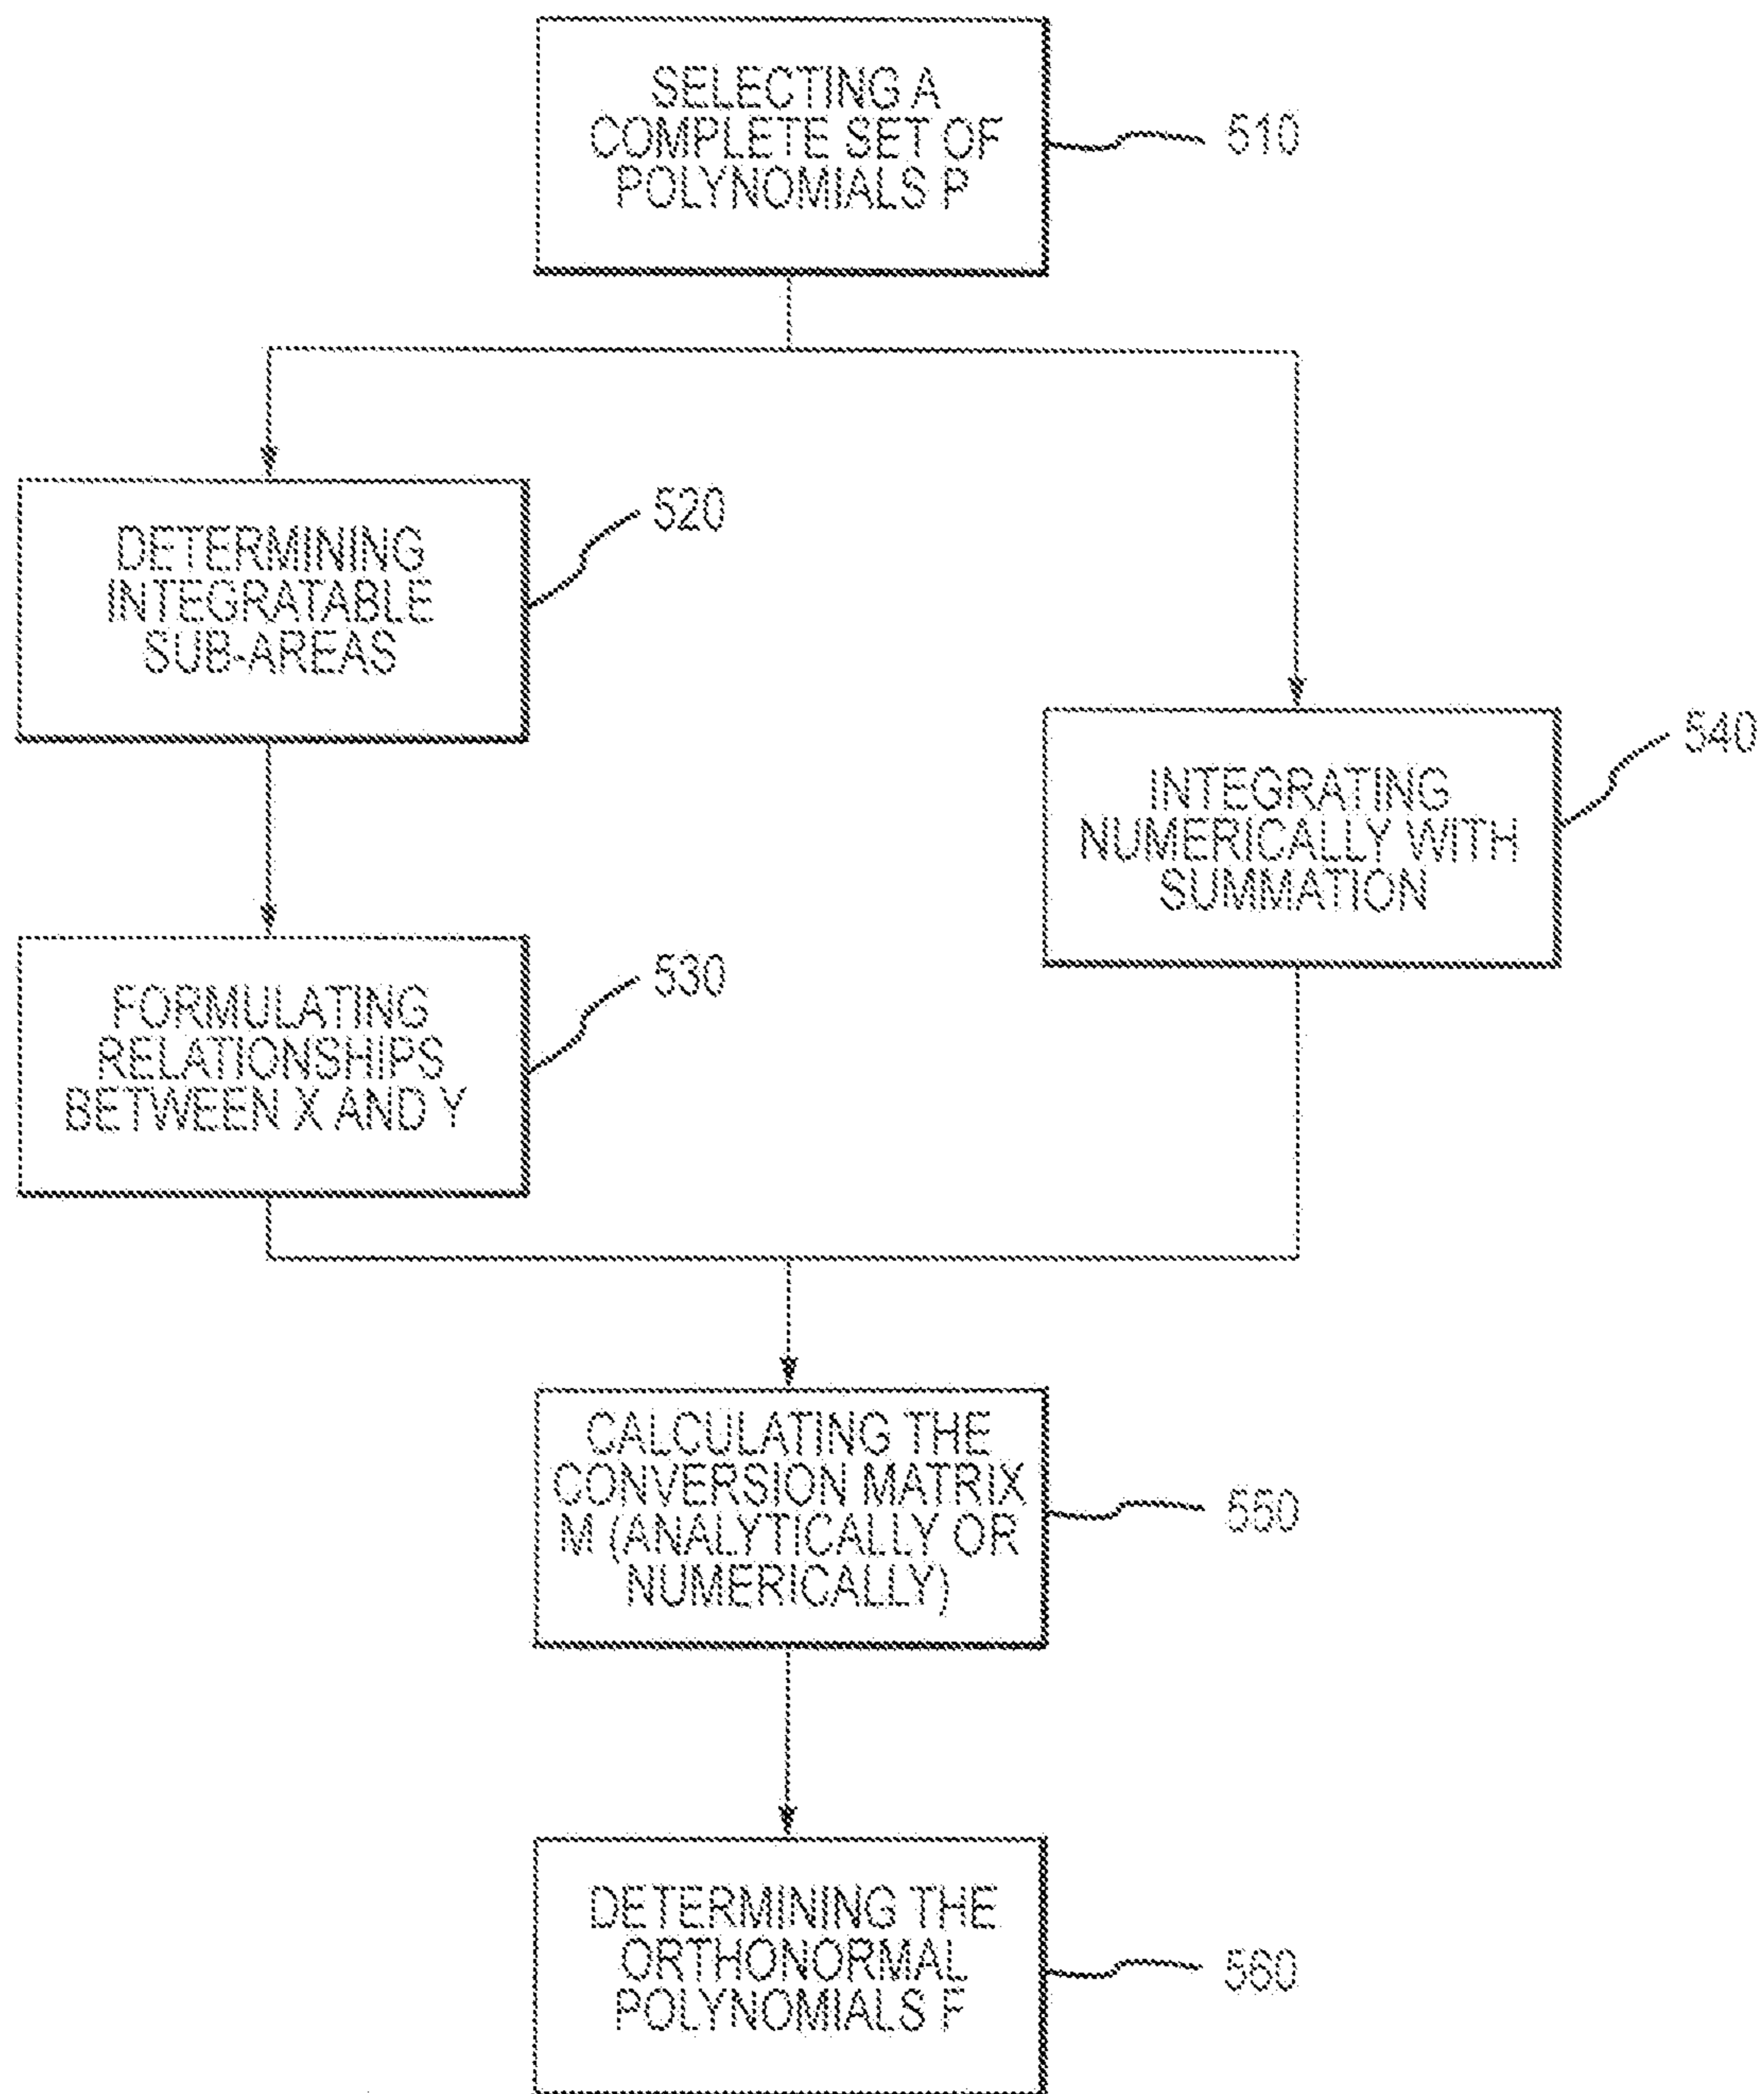 SELECTING A
COMPLETE SET OF
POLYNOMIALS P
510
DETERMINING
INTEGRATABLE
SUB-AREAS
520
INTEGRATING
NUMERICALLY WITH
SUMMATION
540
FORMULATING
RELATIONSHIPS
BETWEEN X AND Y
530
CALCULATING THE
CONVERSION MATRIX
M (ANALYTICALLY OR
NUMERICALLY)
550
DETERMINING THE
ORTHONORMAL
POLYNOMIALS F
560